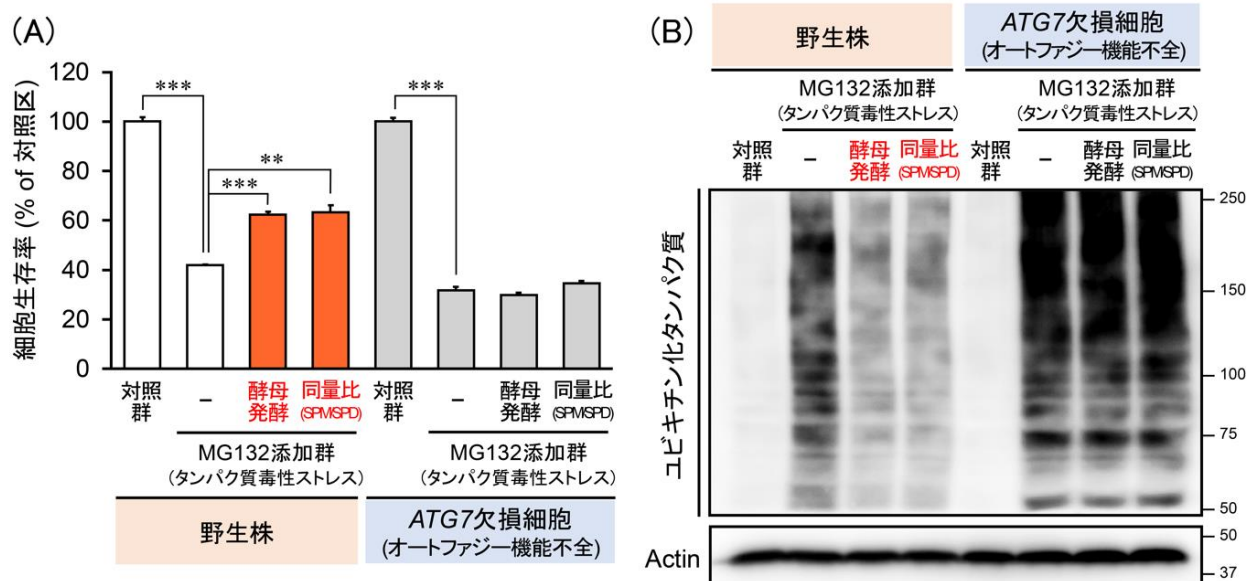 (A)
細胞生存率 (% of 対照区)
120
100
80
60
40
20
0
***
***
**
***
対照群
–
酵母発酵
同量比(SPM/SPD)
対照群
–
酵母発酵
同量比(SPM/SPD)
MG132添加群
(タンパク質毒性ストレス)
MG132添加群
(タンパク質毒性ストレス)
野生株
ATG7欠損細胞
(オートファジー機能不全)
(B)
野生株
ATG7欠損細胞
(オートファジー機能不全)
MG132添加群
(タンパク質毒性ストレス)
MG132添加群
(タンパク質毒性ストレス)
対照群
–
酵母発酵
同量比(SPM/SPD)
対照群
–
酵母発酵
同量比(SPM/SPD)
ユビキチン化タンパク質
250
150
100
75
50
Actin
50
37